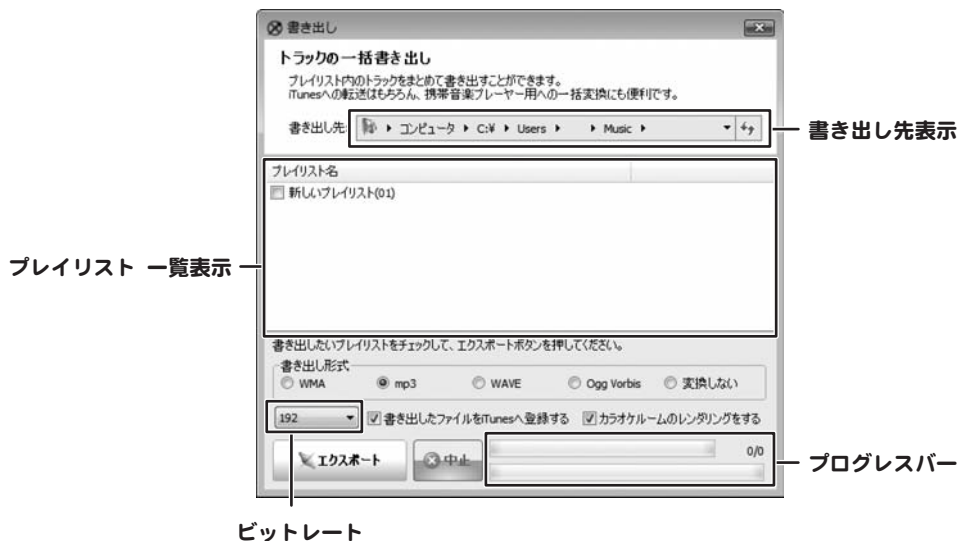 書き出し
トラックの一括書き出し
プレイリスト内のトラックをまとめて書き出すことができます。
iTunesへの転送はもちろん、携帯音楽プレーヤー用への一括変換にも便利です。
書き出し先: コンピュータ C:¥ Users Music
書き出し先表示
プレイリスト名
新しいプレイリスト(01)
プレイリスト 一覧表示
書き出したいプレイリストをチェックして、エクスポートボタンを押してください。
書き出し形式
WMA mp3 WAVE Ogg Vorbis 変換しない
192 書き出したファイルをiTunesへ登録する カラオケルームのレンダリングをする
エクスポート 中止 0/0
プログレスバー
ビットレート